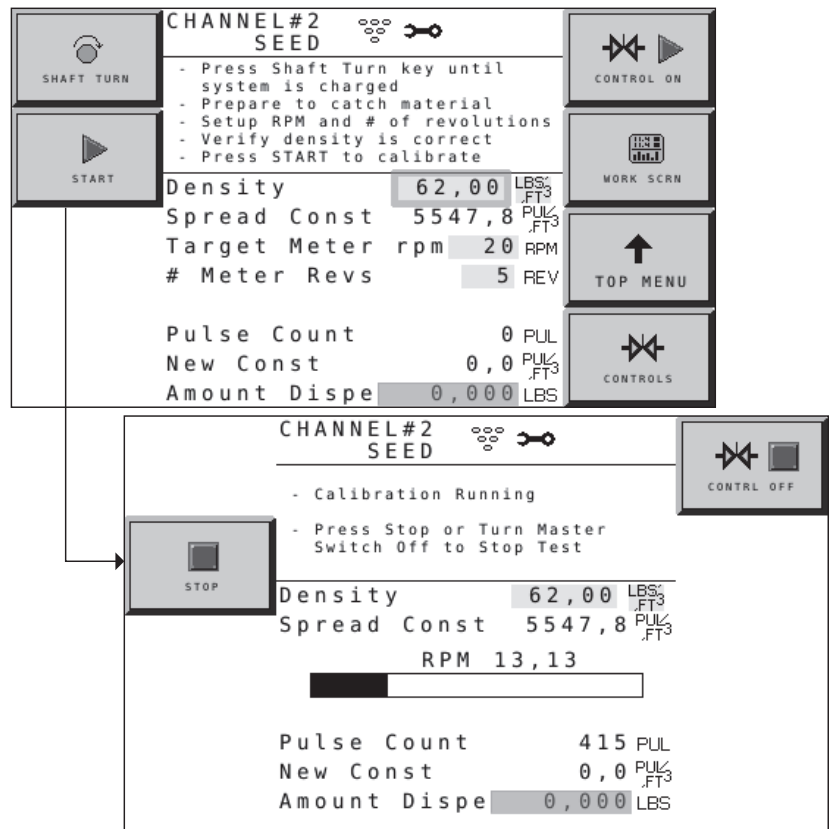 CHANNEL#2
SEED
SHAFT TURN
CONTROL ON
- Press Shaft Turn key until
system is charged
- Prepare to catch material
- Setup RPM and # of revolutions
- Verify density is correct
- Press START to calibrate
START
WORK SCRN
Density 62,00 LBS/FT3
Spread Const 5547,8 PUL/FT3
Target Meter rpm 20 RPM
# Meter Revs 5 REV
TOP MENU
Pulse Count 0 PUL
New Const 0,0 PUL/FT3
Amount Dispe 0,000 LBS
CONTROLS
CHANNEL#2
SEED
CONTRL OFF
- Calibration Running
- Press Stop or Turn Master
Switch Off to Stop Test
STOP
Density 62,00 LBS/FT3
Spread Const 5547,8 PUL/FT3
RPM 13,13
Pulse Count 415 PUL
New Const 0,0 PUL/FT3
Amount Dispe 0,000 LBS